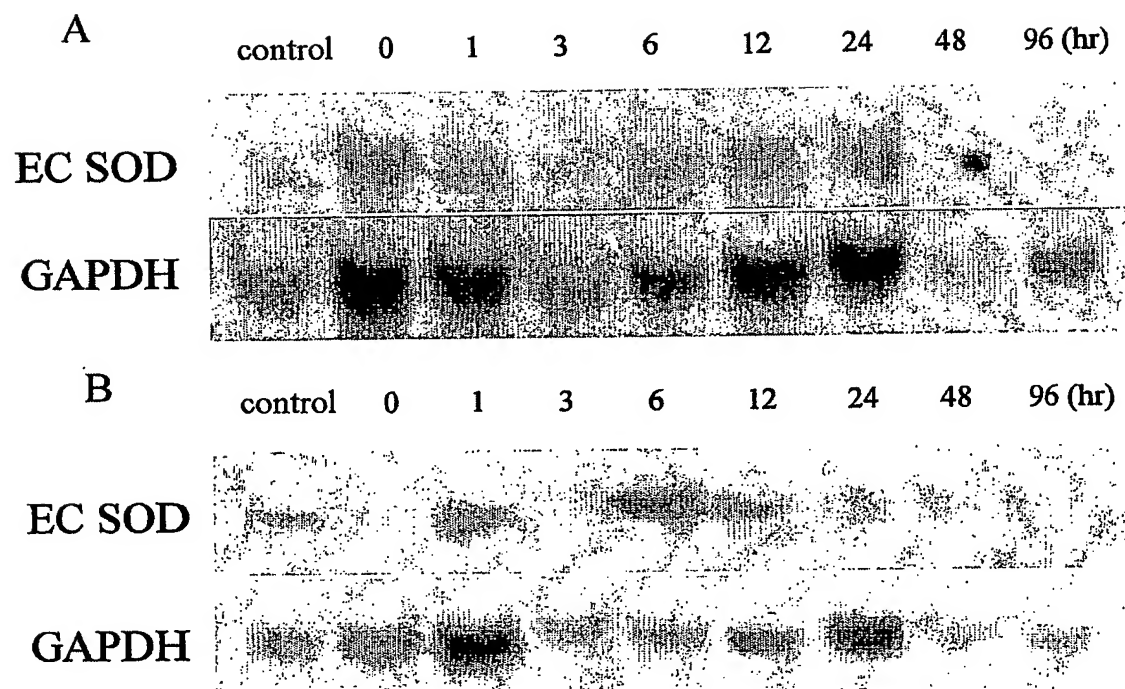 A
control 0 1 3 6 12 24 48 96 (hr)
EC SOD
GAPDH
B
control 0 1 3 6 12 24 48 96 (hr)
EC SOD
GAPDH